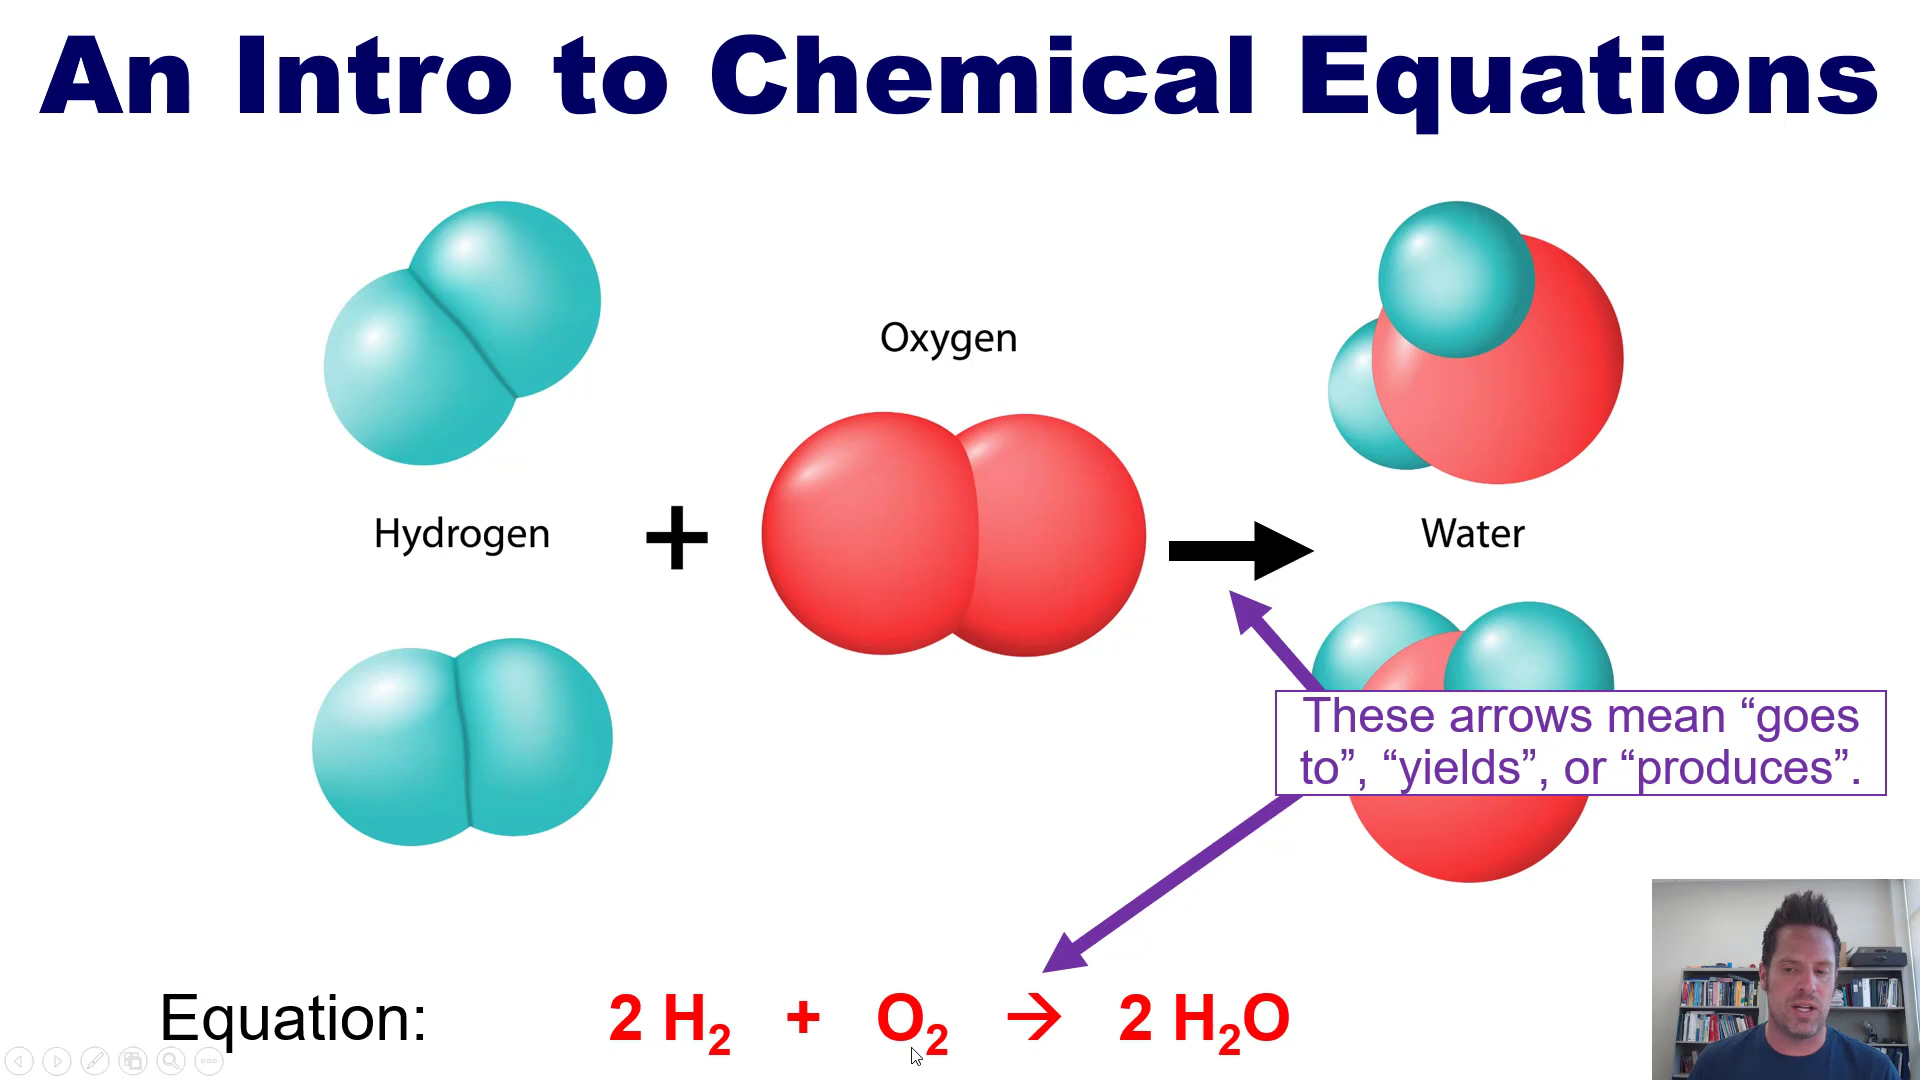 An Intro to Chemical Equations
Oxygen
Hydrogen
+
Water
These arrows mean “goes
to”, “yields”, or “produces”.
Equation: 2 H₂ + O₂ → 2 H₂O